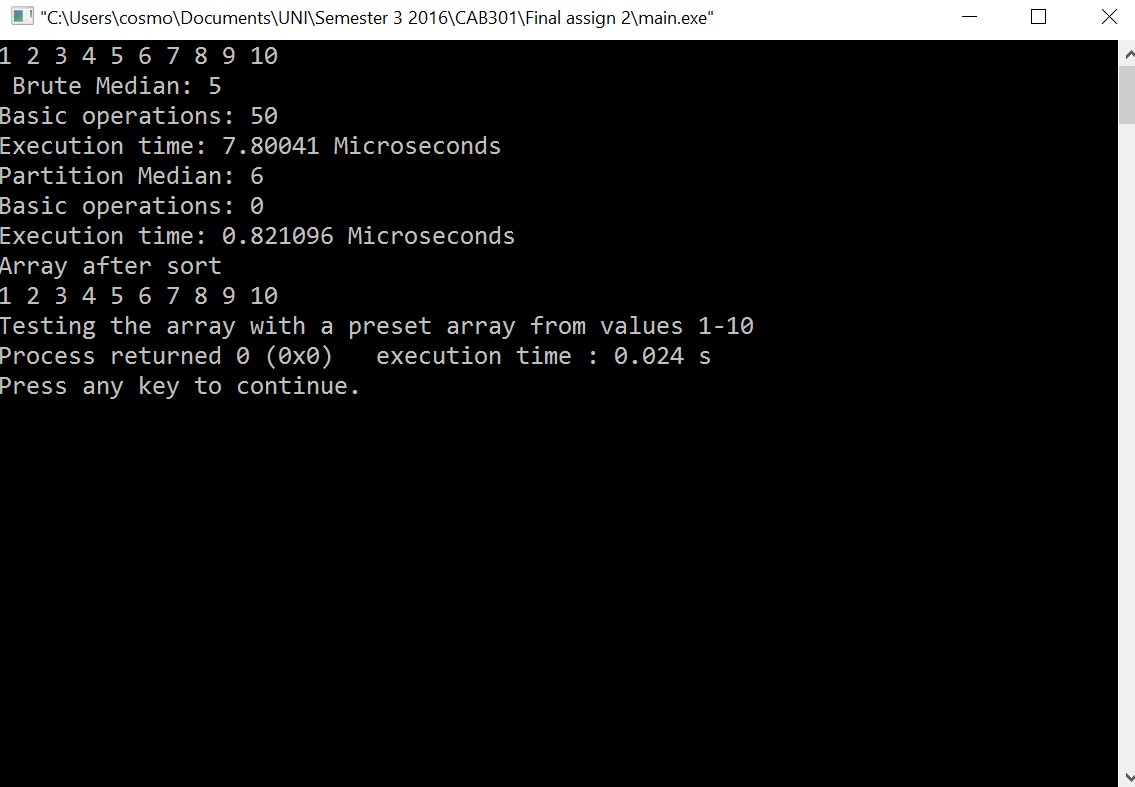 "C:\Users\cosmo\Documents\UNI\Semester 3 2016\CAB301\Final assign 2\main.exe"
1 2 3 4 5 6 7 8 9 10
 Brute Median: 5
Basic operations: 50
Execution time: 7.80041 Microseconds
Partition Median: 6
Basic operations: 0
Execution time: 0.821096 Microseconds
Array after sort
1 2 3 4 5 6 7 8 9 10
Testing the array with a preset array from values 1-10
Process returned 0 (0x0)   execution time : 0.024 s
Press any key to continue.